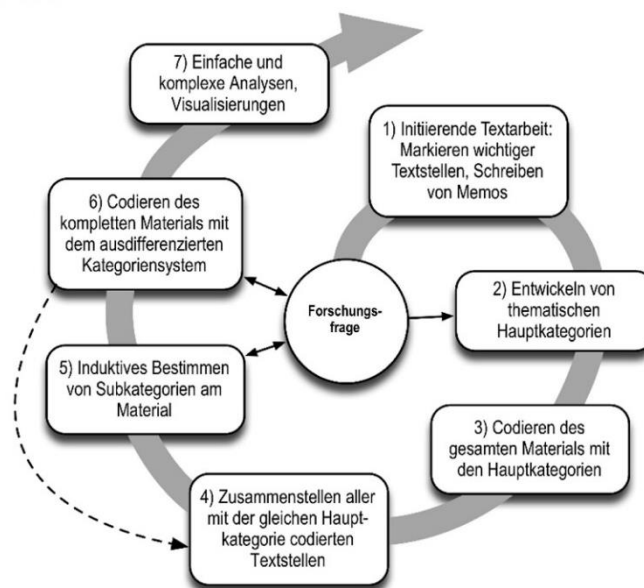 7) Einfache und
komplexe Analysen,
Visualisierungen
1) Initiierende Textarbeit:
Markieren wichtiger
Textstellen, Schreiben
von Memos
6) Codieren des
kompletten Materials mit
dem ausdifferenzierten
Kategoriensystem
Forschungs-
frage
2) Entwickeln von
thematischen
Hauptkategorien
5) Induktives Bestimmen
von Subkategorien am
Material
3) Codieren des
gesamten Materials mit
den Hauptkategorien
4) Zusammenstellen aller
mit der gleichen Haupt-
kategorie codierten
Textstellen